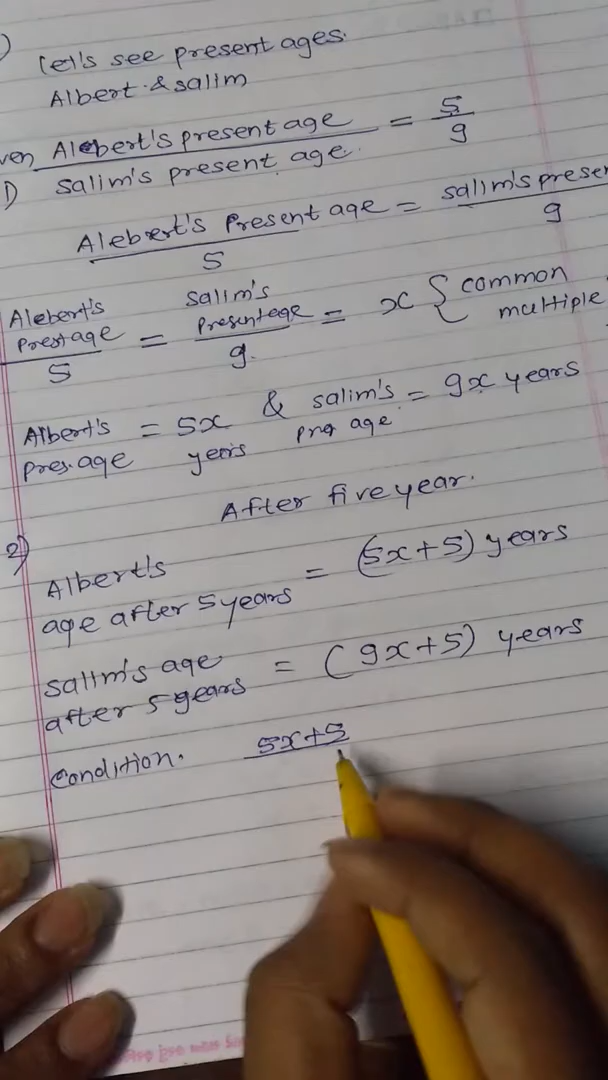 )
Let's see present ages.
Albert & salim
ven Alebert's present age = 5
1) salim's present age. 9
Alebert's Present age = salim's presen
5 9
Alebert's salim's
Prestage = Presentage = x { common
5 9. multiple
Albert's = 5x & salim's = 9x years
pres. age years pre age.
After five year.
2)
Albert's = (5x+5) years
age after 5 years
salim's age = (9x+5) years
after 5 years
condition. 5x+5